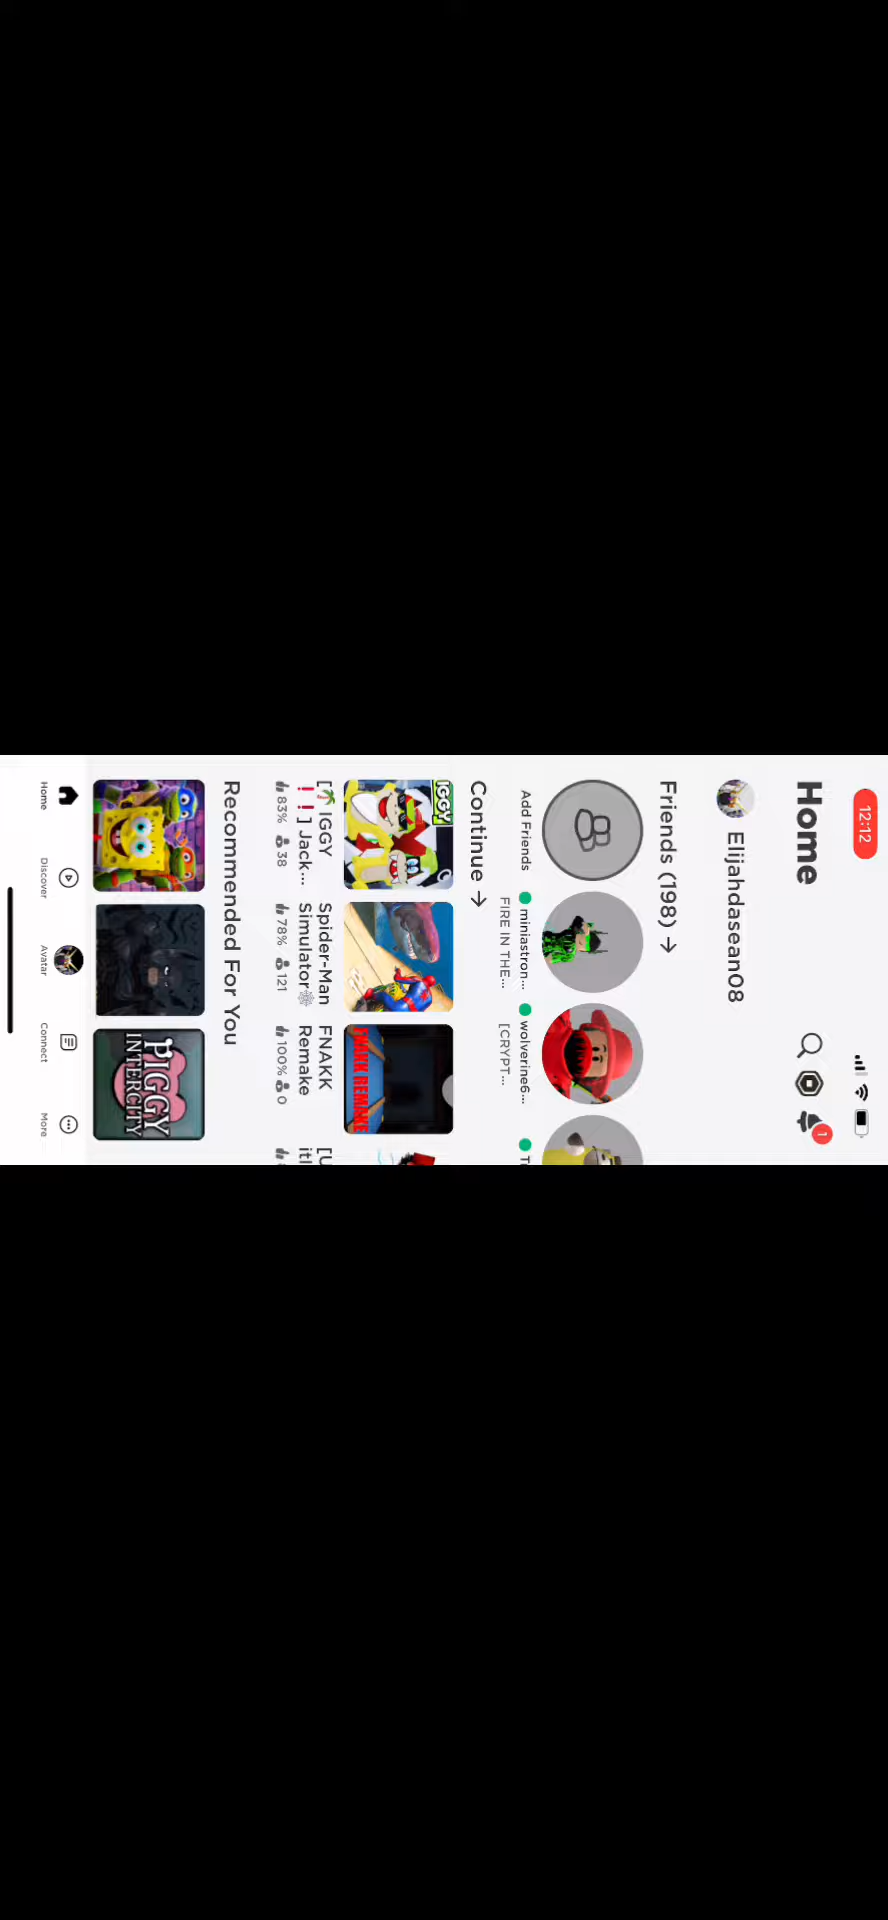 12:12
Home
1
Elijahdasean08
Friends (198) →
Add Friends
miniastron...
wolverine6...
FIRE IN THE...
[CRYPT...
Continue →
IGGY
FNAKK REMAKE
[🌴 IGGY
Spider-Man
FNAKK
[U
❗❗] Jack...
Simulator🕸️
Remake
83% 38
78% 121
100% 0
Recommended For You
PIGGY
INTERCITY
Home
Discover
Avatar
Connect
More